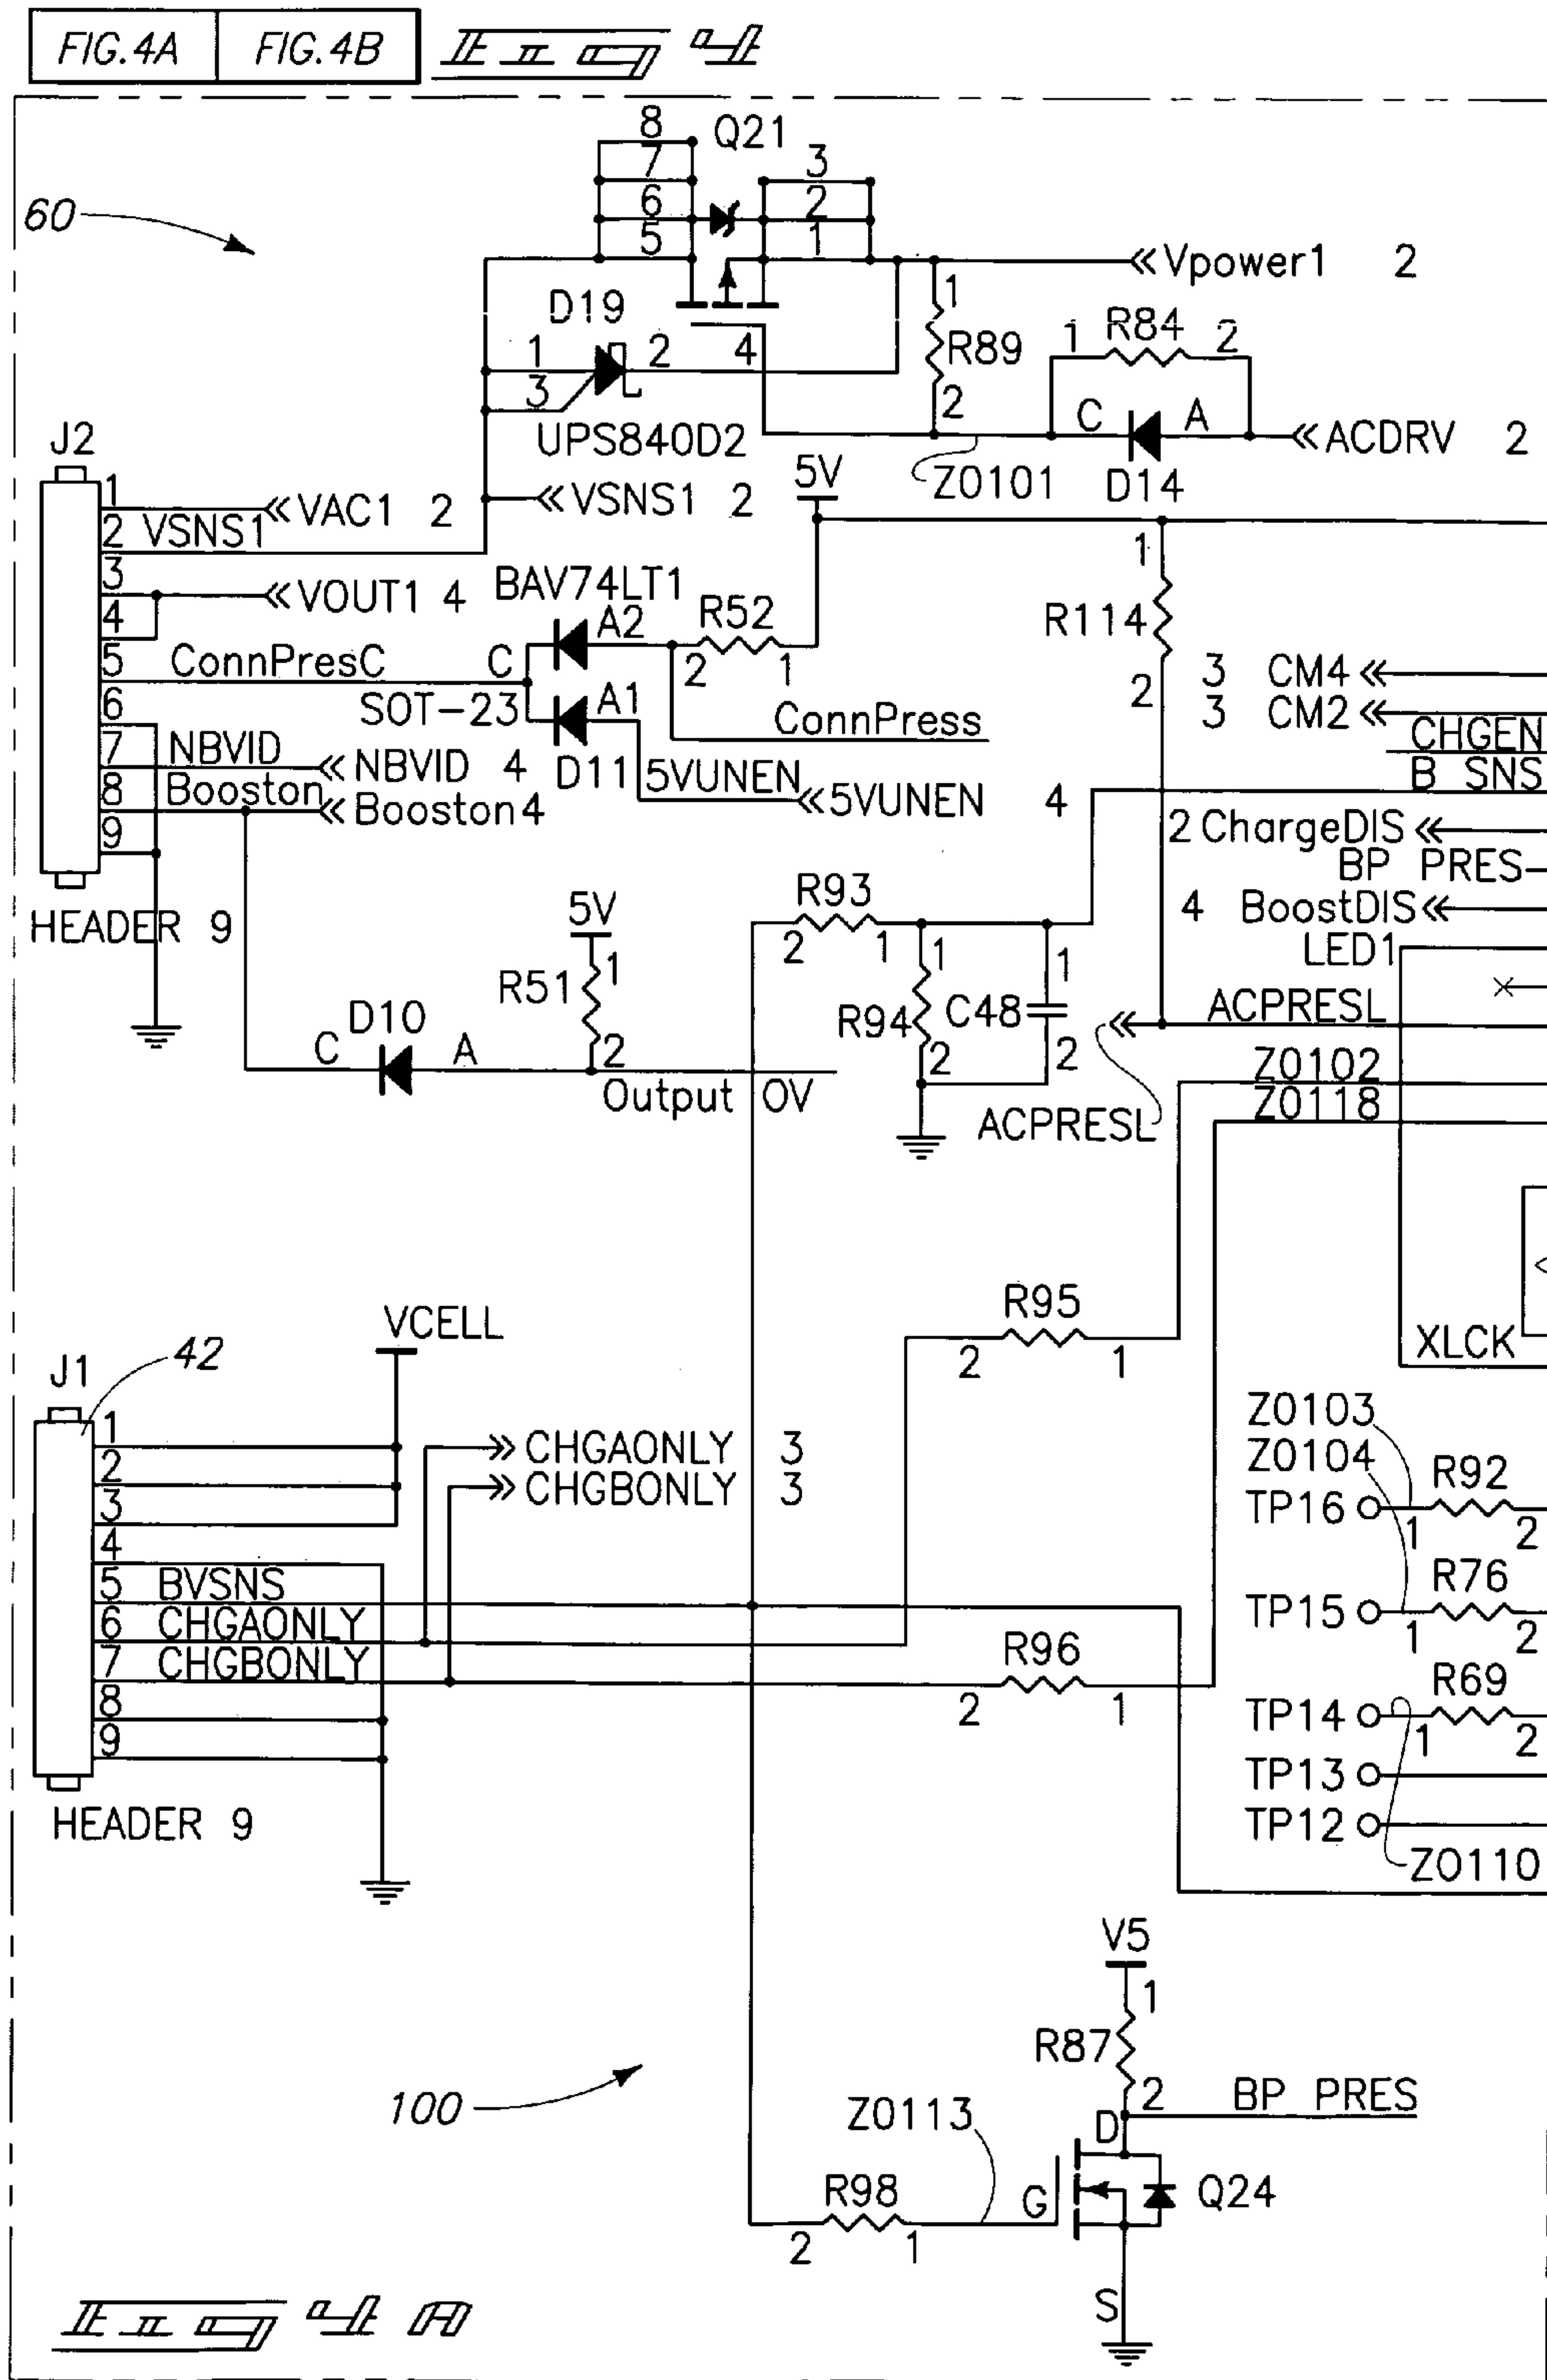 FIG.4A FIG.4B Fig 4
8 Q21
7 3
6 2
5 1
60
Vpower1 2
D19
1 2 4
3
1 R89 2
1 R84 2
UPS840D2
C A
ACDRV 2
Z0101 D14
J2
5V
1 VAC1 2
VSNS1 2
2 VSNS1
3 VOUT1 4
4
BAV74LT1
A2 R52
2 1
1
R114
2
5 ConnPresC C
SOT-23 A1
ConnPress
3 CM4
3 CM2
CHGEN
B SNS
6
7 NBVID NBVID 4
D11 5VUNEN 5VUNEN 4
8 Booston Booston4
9
2 ChargeDIS
BP PRES
4 BoostDIS
LED1
HEADER 9
5V
R51 1
2
R93
2 1
1
R94
2
1
C48
2
ACPRESL
D10
C A
Output OV
ACPRESL
Z0102
Z0118
R95
2 1
XLCK
VCELL
J1 42
1
2
3
4
CHGAONLY 3
CHGBONLY 3
5 BVSNS
6 CHGAONLY
7 CHGBONLY
8
9
HEADER 9
R96
2 1
Z0103
Z0104
TP16 R92
1 2
TP15 R76
1 2
TP14 R69
1 2
TP13
TP12
Z0110
V5
1
R87
2
BP PRES
100
Z0113
D
G Q24
R98
2 1
S
Fig 4A